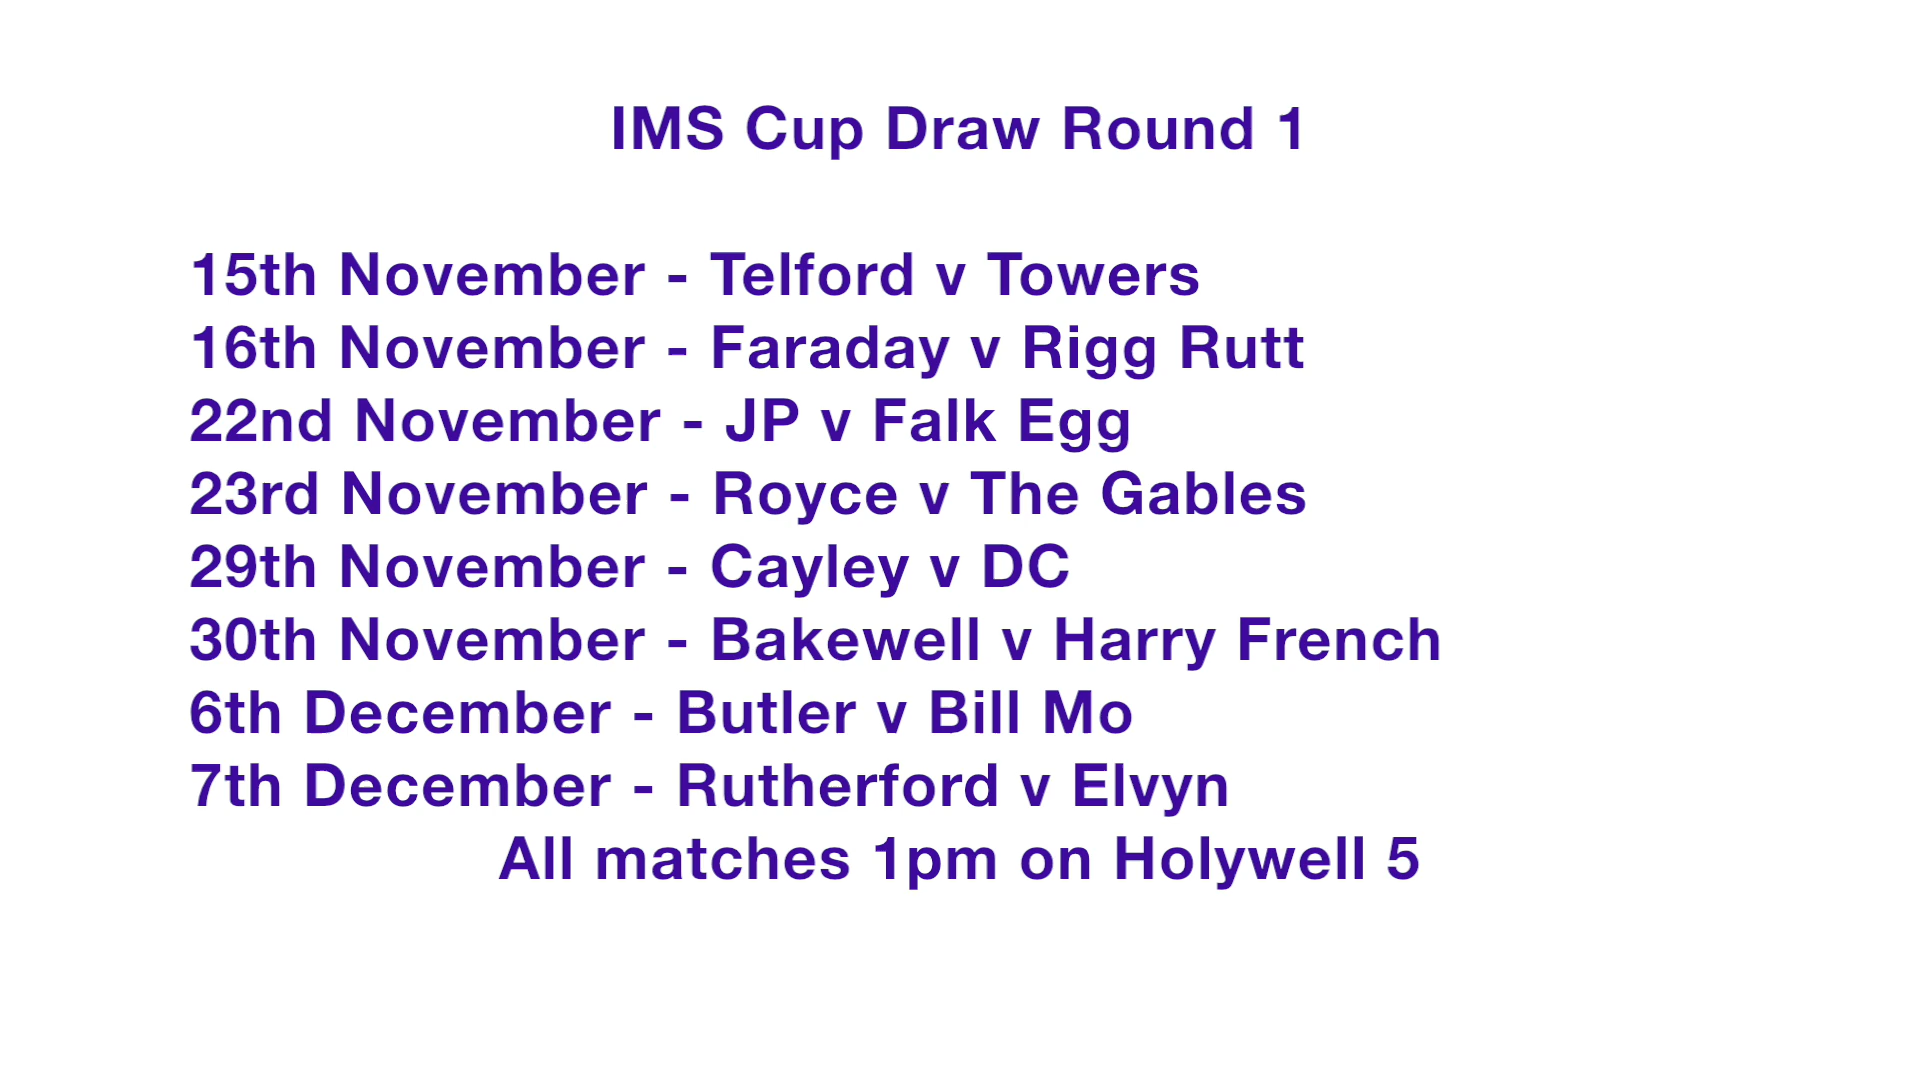 IMS Cup Draw Round 1
15th November - Telford v Towers
16th November - Faraday v Rigg Rutt
22nd November - JP v Falk Egg
23rd November - Royce v The Gables
29th November - Cayley v DC
30th November - Bakewell v Harry French
6th December - Butler v Bill Mo
7th December - Rutherford v Elvyn
All matches 1pm on Holywell 5